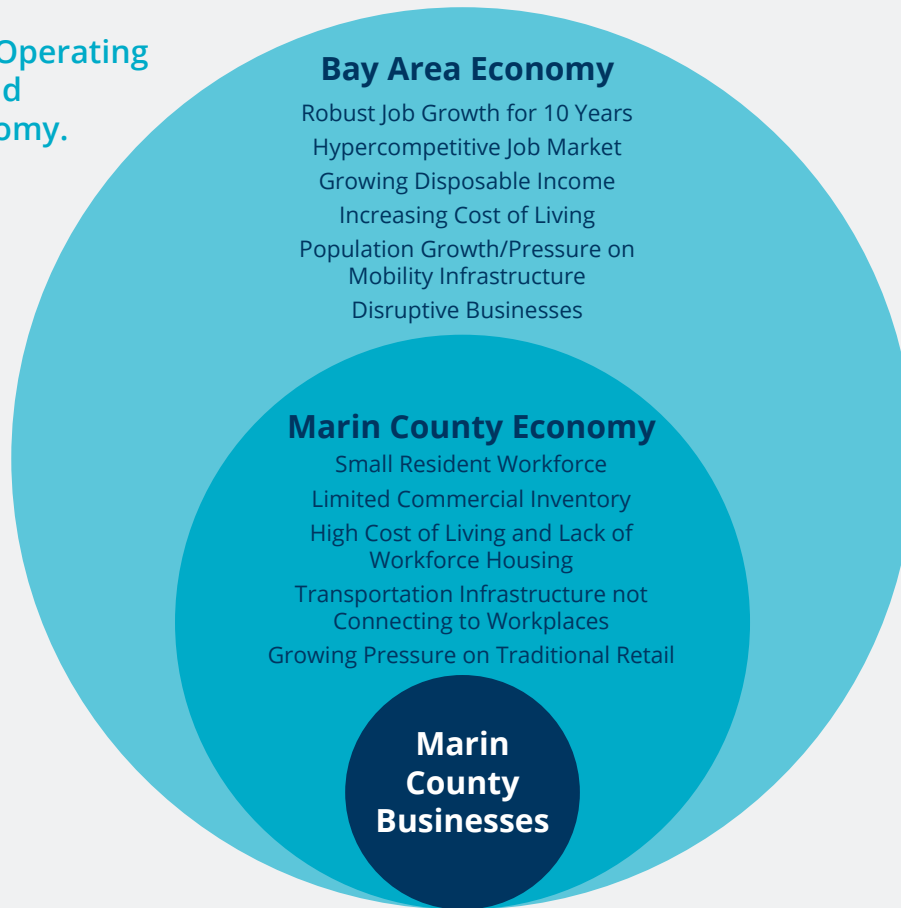 Operating
omy.
Bay Area Economy
Robust Job Growth for 10 Years
Hypercompetitive Job Market
Growing Disposable Income
Increasing Cost of Living
Population Growth/Pressure on
Mobility Infrastructure
Disruptive Businesses
Marin County Economy
Small Resident Workforce
Limited Commercial Inventory
High Cost of Living and Lack of
Workforce Housing
Transportation Infrastructure not
Connecting to Workplaces
Growing Pressure on Traditional Retail
Marin
County
Businesses